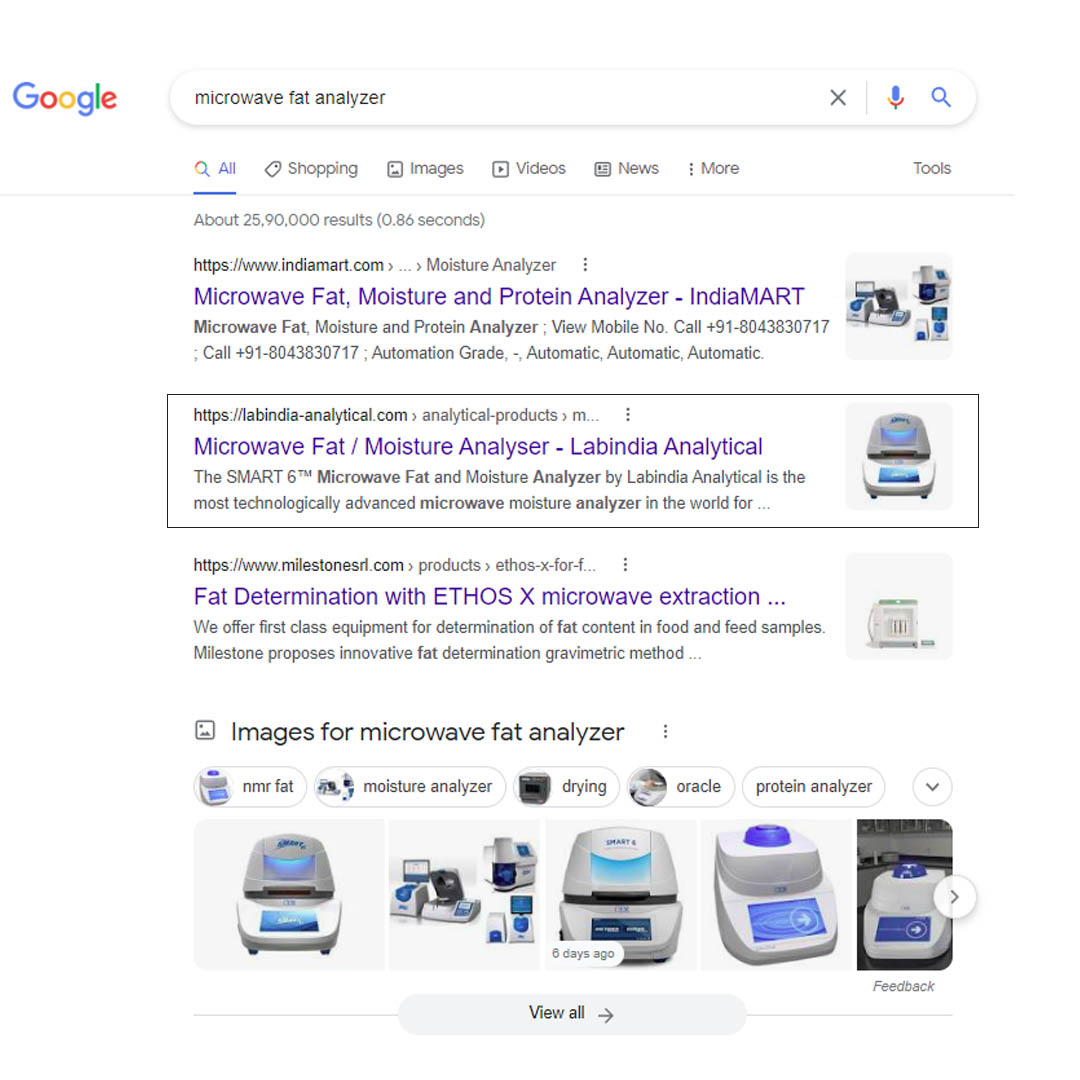 Google
microwave fat analyzer
All Shopping Images Videos News More Tools
About 25,90,000 results (0.86 seconds)
https://www.indiamart.com › ... › Moisture Analyzer
Microwave Fat, Moisture and Protein Analyzer - IndiaMART
Microwave Fat, Moisture and Protein Analyzer ; View Mobile No. Call +91-8043830717
; Call +91-8043830717 ; Automation Grade, -, Automatic, Automatic, Automatic.
https://labindia-analytical.com › analytical-products › m...
Microwave Fat / Moisture Analyser - Labindia Analytical
The SMART 6™ Microwave Fat and Moisture Analyzer by Labindia Analytical is the
most technologically advanced microwave moisture analyzer in the world for ...
https://www.milestonesrl.com › products › ethos-x-for-f...
Fat Determination with ETHOS X microwave extraction ...
We offer first class equipment for determination of fat content in food and feed samples.
Milestone proposes innovative fat determination gravimetric method ...
Images for microwave fat analyzer
nmr fat moisture analyzer drying oracle protein analyzer
SMART 6
SMART 6
CEM
6 days ago
Feedback
View all →